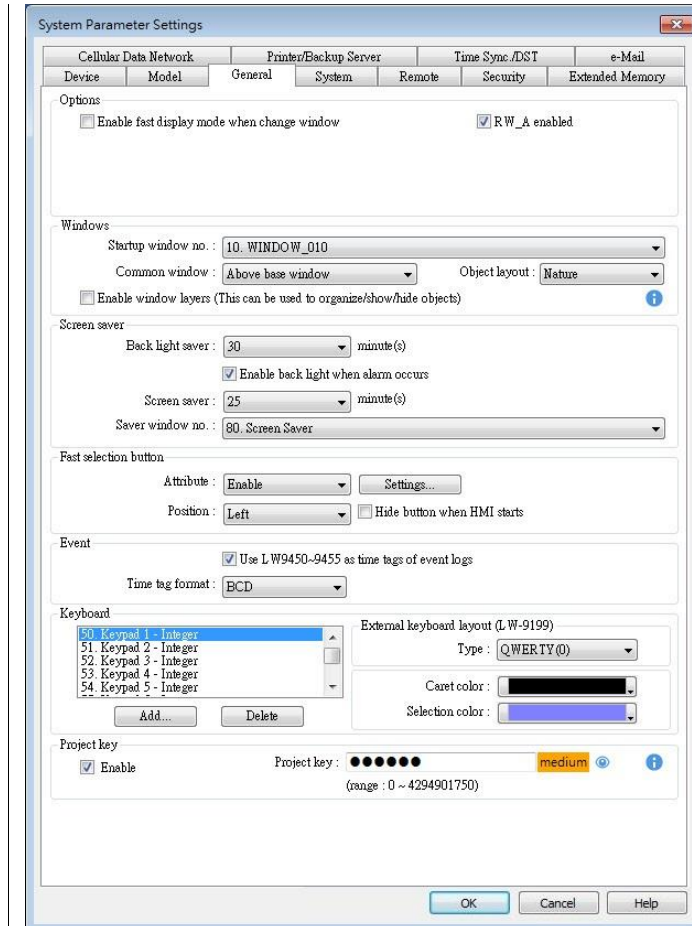 System Parameter Settings
Cellular Data Network Printer/Backup Server Time Sync./DST e-Mail
Device Model General System Remote Security Extended Memory
Options
Enable fast display mode when change window RW_A enabled
Windows
Startup window no. : 10. WINDOW_010
Common window : Above base window Object layout : Nature
Enable window layers (This can be used to organize/show/hide objects)
Screen saver
Back light saver : 30 minute(s)
Enable back light when alarm occurs
Screen saver : 25 minute(s)
Saver window no. : 80. Screen Saver
Fast selection button
Attribute : Enable Settings...
Position : Left Hide button when HMI starts
Event
Use LW9450~9455 as time tags of event logs
Time tag format : BCD
Keyboard
50. Keypad 1 - Integer
51. Keypad 2 - Integer
52. Keypad 3 - Integer
53. Keypad 4 - Integer
54. Keypad 5 - Integer
Add... Delete
External keyboard layout (LW-9199)
Type : QWERTY(0)
Caret color :
Selection color :
Project key
Enable Project key : ●●●●●● medium
(range : 0 ~ 4294901750)
OK Cancel Help